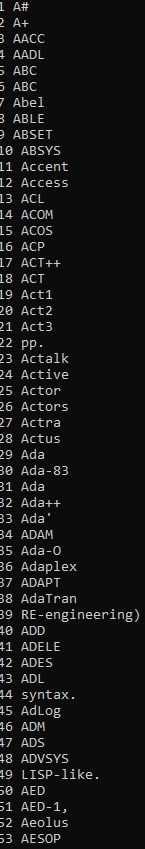 1 A#
2 A+
3 AACC
4 AADL
5 ABC
6 ABC
7 Abel
8 ABLE
9 ABSET
10 ABSYS
11 Accent
12 Access
13 ACL
14 ACOM
15 ACOS
16 ACP
17 ACT++
18 ACT
19 Act1
20 Act2
21 Act3
22 pp.
23 Actalk
24 Active
25 Actor
26 Actors
27 Actra
28 Actus
29 Ada
30 Ada-83
31 Ada
32 Ada++
33 Ada'
34 ADAM
35 Ada-O
36 Adaplex
37 ADAPT
38 AdaTran
39 RE-engineering)
40 ADD
41 ADELE
42 ADES
43 ADL
44 syntax.
45 AdLog
46 ADM
47 ADS
48 ADVSYS
49 LISP-like.
50 AED
51 AED-1,
52 Aeolus
53 AESOP